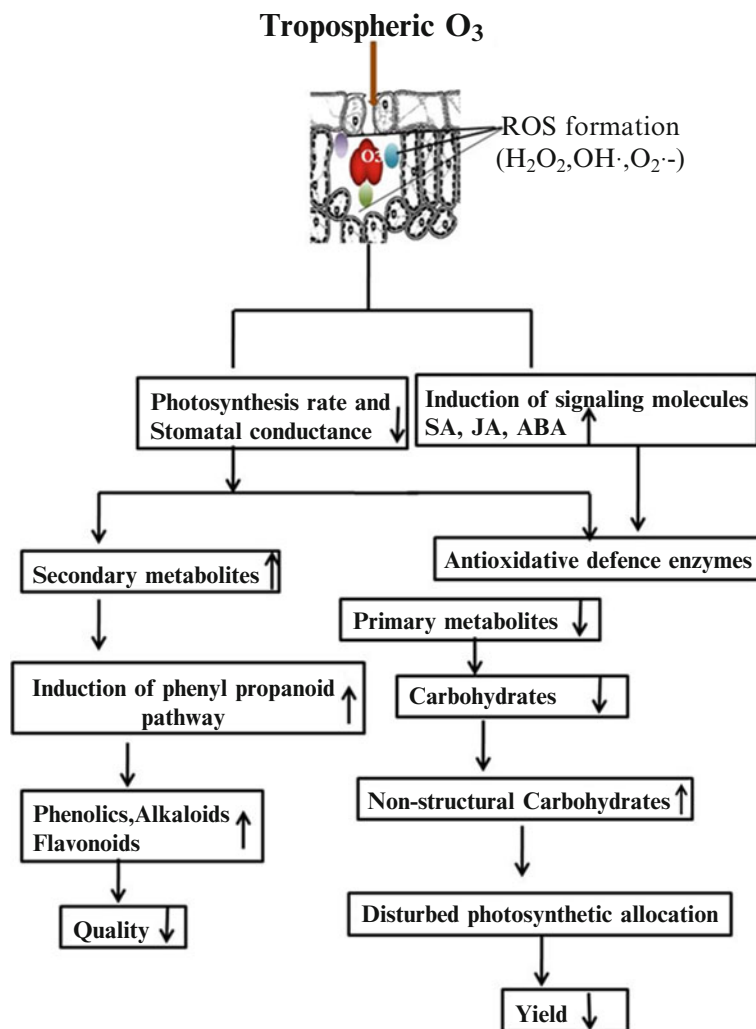 Tropospheric O3
O3
ROS formation
(H2O2,OH·,O2·-)
Photosynthesis rate and
Stomatal conductance
Induction of signaling molecules
SA, JA, ABA
Secondary metabolites
Antioxidative defence enzymes
Primary metabolites
Induction of phenyl propanoid
pathway
Carbohydrates
Phenolics,Alkaloids
Flavonoids
Non-structural Carbohydrates
Quality
Disturbed photosynthetic allocation
Yield